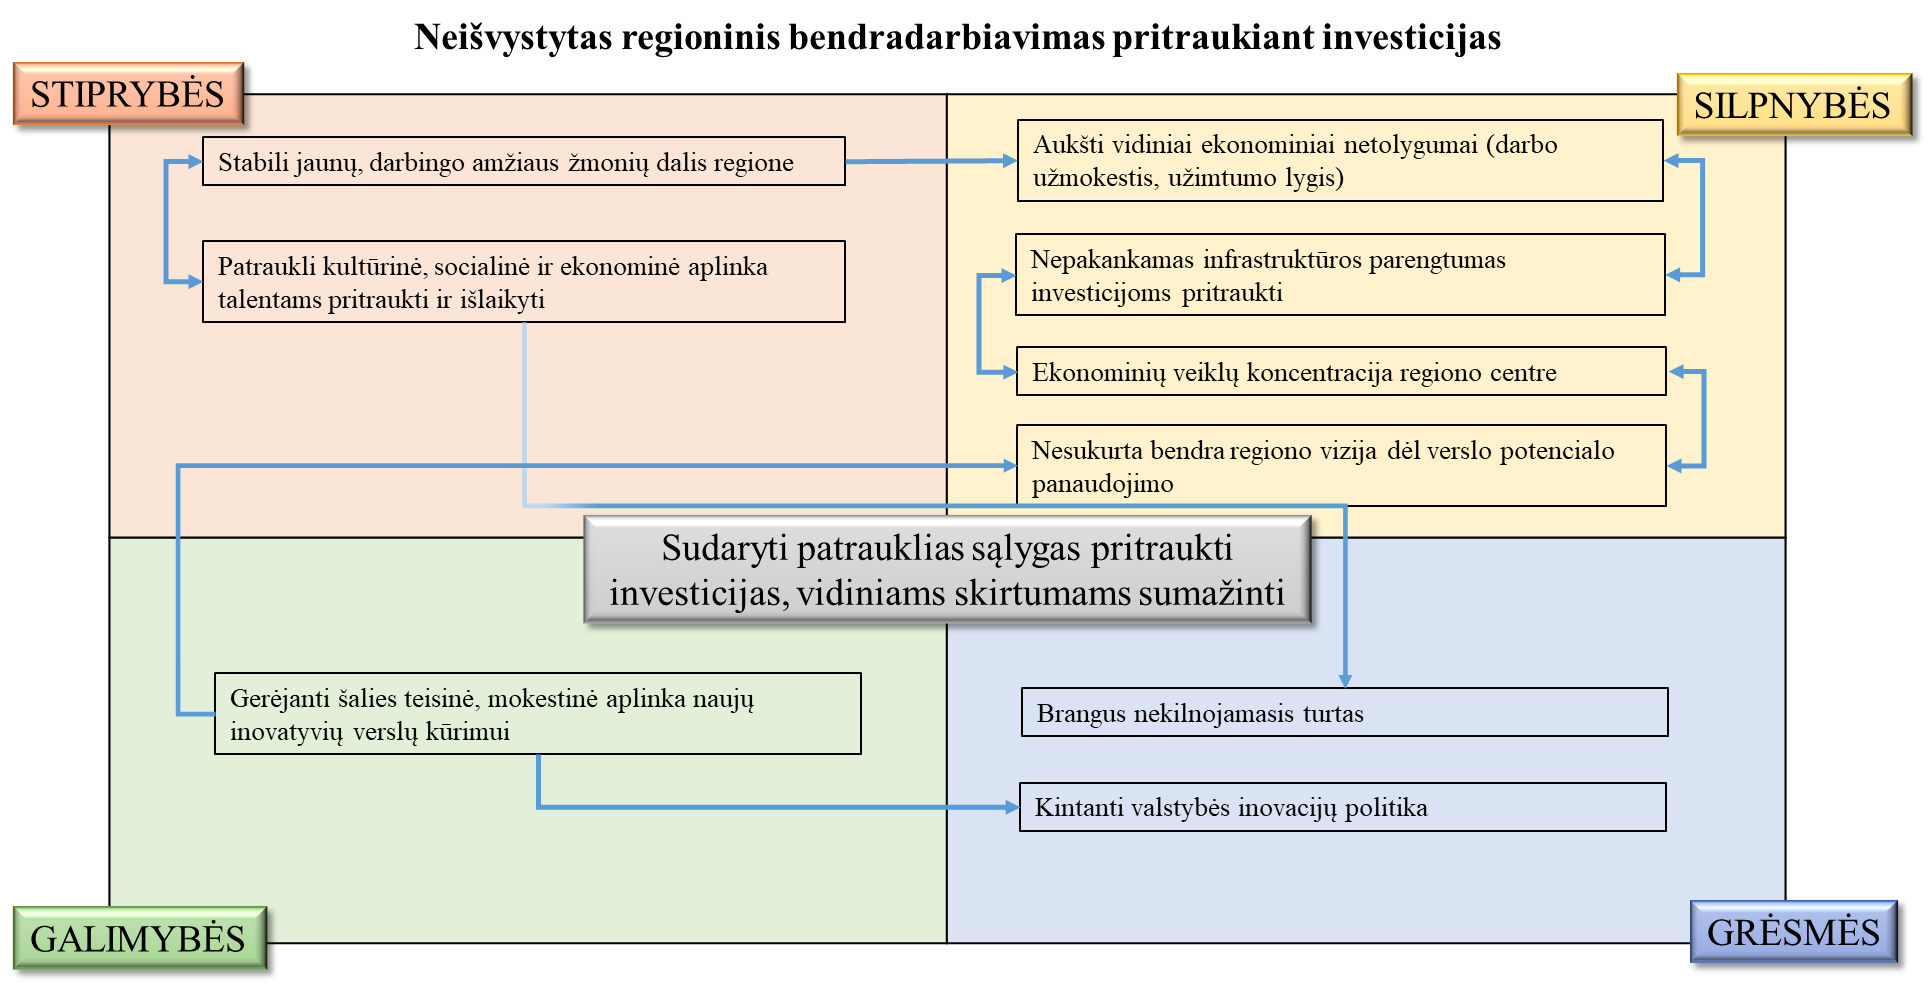 Neišvystytas regioninis bendradarbiavimas pritraukiant investicijas
STIPRYBĖS
SILPNYBĖS
Stabili jaunų, darbingo amžiaus žmonių dalis regione
Patraukli kultūrinė, socialinė ir ekonominė aplinka
talentams pritraukti ir išlaikyti
Aukšti vidiniai ekonominiai netolygumai (darbo
užmokestis, užimtumo lygis)
Nepakankamas infrastruktūros parengtumas
investicijoms pritraukti
Ekonominių veiklų koncentracija regiono centre
Nesukurta bendra regiono vizija dėl verslo potencialo
panaudojimo
Sudaryti patrauklias sąlygas pritraukti
investicijas, vidiniams skirtumams sumažinti
Gerėjanti šalies teisinė, mokestinė aplinka naujų
inovatyvių verslų kūrimui
Brangus nekilnojamasis turtas
Kintanti valstybės inovacijų politika
GALIMYBĖS
GRĖSMĖS